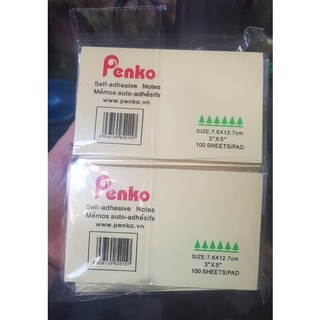 Penko
Self-adhesive Notes
Mémos auto-adhésifs
www.penko.vn
SIZE:7.6X12.7cm
3"X5"
100 SHEETS/PAD
Penko
Self-adhesive Notes
Mémos auto-adhésifs
www.penko.vn
SIZE:7.6X12.7cm
3"X5"
100 SHEETS/PAD